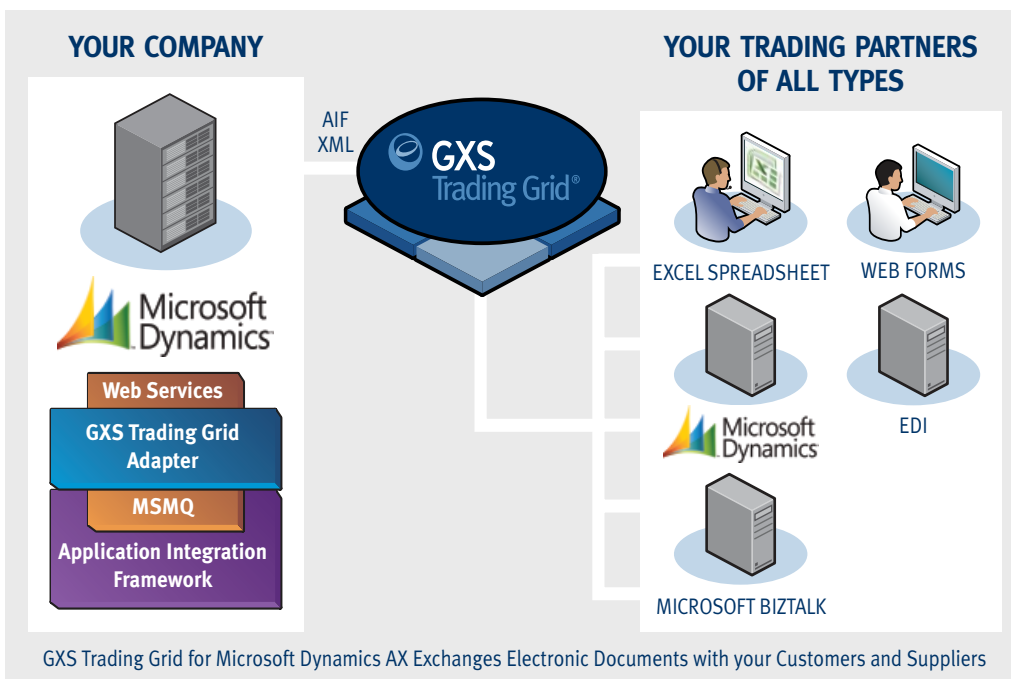 YOUR COMPANY
Microsoft
Dynamics
Web Services
GXS Trading Grid
Adapter
MSMQ
Application Integration
Framework
AIF
XML
GXS
Trading Grid®
YOUR TRADING PARTNERS
OF ALL TYPES
EXCEL SPREADSHEET
WEB FORMS
Microsoft
Dynamics
EDI
MICROSOFT BIZTALK
GXS Trading Grid for Microsoft Dynamics AX Exchanges Electronic Documents with your Customers and Suppliers